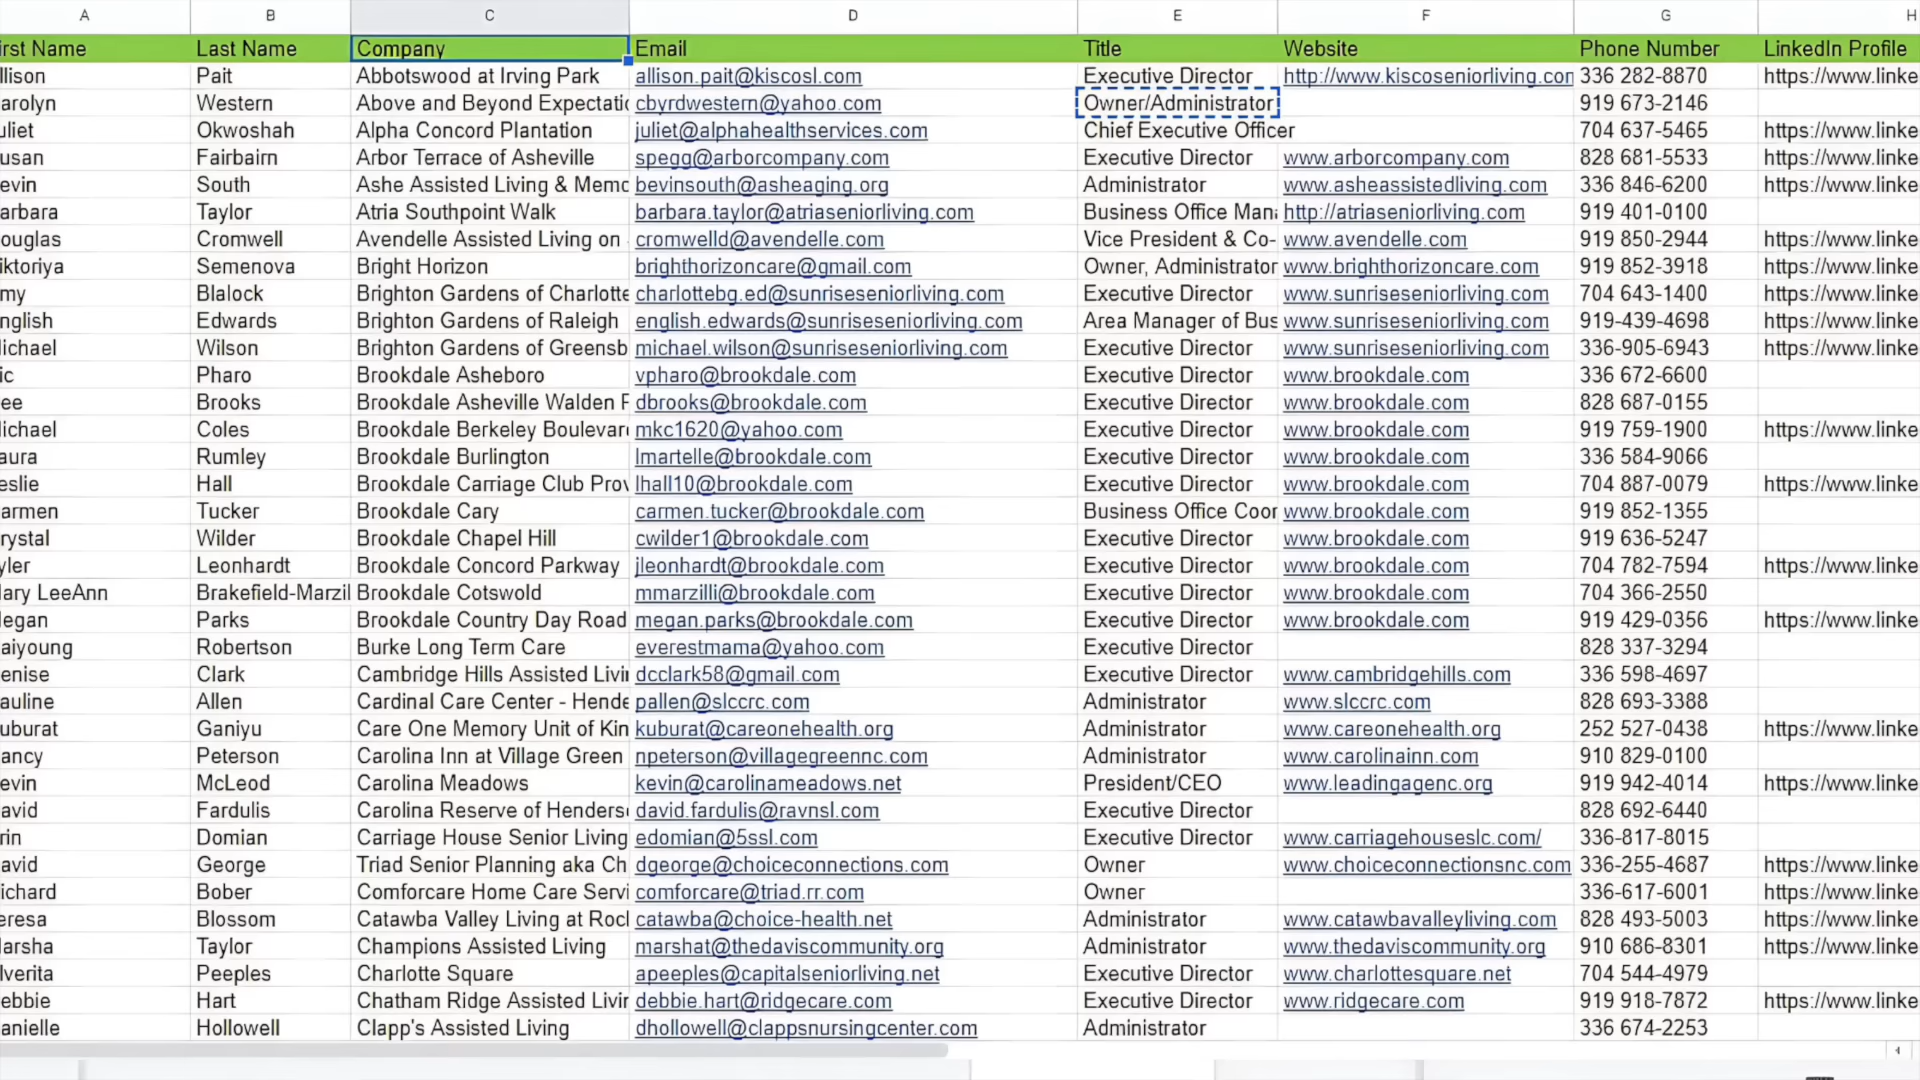 A B C D E F G H
irst Name Last Name Company Email Title Website Phone Number LinkedIn Profile
llison Pait Abbotswood at Irving Park allison.pait@kiscosl.com Executive Director http://www.kiscoseniorliving.con 336 282-8870 https://www.linke
arolyn Western Above and Beyond Expectatio cbyrdwestern@yahoo.com Owner/Administrator 919 673-2146
uliet Okwoshah Alpha Concord Plantation juliet@alphahealthservices.com Chief Executive Officer 704 637-5465 https://www.linke
usan Fairbairn Arbor Terrace of Asheville spegg@arborcompany.com Executive Director www.arborcompany.com 828 681-5533 https://www.linke
evin South Ashe Assisted Living & Memo bevinsouth@asheaging.org Administrator www.asheassistedliving.com 336 846-6200 https://www.linke
arbara Taylor Atria Southpoint Walk barbara.taylor@atriaseniorliving.com Business Office Mana http://atriaseniorliving.com 919 401-0100
ouglas Cromwell Avendelle Assisted Living on cromwelld@avendelle.com Vice President & Co- www.avendelle.com 919 850-2944 https://www.linke
iktoriya Semenova Bright Horizon brighthorizoncare@gmail.com Owner, Administrator www.brighthorizoncare.com 919 852-3918 https://www.linke
my Blalock Brighton Gardens of Charlotte charlottebg.ed@sunriseseniorliving.com Executive Director www.sunriseseniorliving.com 704 643-1400 https://www.linke
nglish Edwards Brighton Gardens of Raleigh english.edwards@sunriseseniorliving.com Area Manager of Bus www.sunriseseniorliving.com 919-439-4698 https://www.linke
ichael Wilson Brighton Gardens of Greensb michael.wilson@sunriseseniorliving.com Executive Director www.sunriseseniorliving.com 336-905-6943 https://www.linke
ic Pharo Brookdale Asheboro vpharo@brookdale.com Executive Director www.brookdale.com 336 672-6600
ee Brooks Brookdale Asheville Walden F dbrooks@brookdale.com Executive Director www.brookdale.com 828 687-0155
ichael Coles Brookdale Berkeley Boulevard mkc1620@yahoo.com Executive Director www.brookdale.com 919 759-1900 https://www.linke
aura Rumley Brookdale Burlington lmartelle@brookdale.com Executive Director www.brookdale.com 336 584-9066
eslie Hall Brookdale Carriage Club Prov lhall10@brookdale.com Executive Director www.brookdale.com 704 887-0079 https://www.linke
armen Tucker Brookdale Cary carmen.tucker@brookdale.com Business Office Coor www.brookdale.com 919 852-1355
rystal Wilder Brookdale Chapel Hill cwilder1@brookdale.com Executive Director www.brookdale.com 919 636-5247
yler Leonhardt Brookdale Concord Parkway jleonhardt@brookdale.com Executive Director www.brookdale.com 704 782-7594 https://www.linke
ary LeeAnn Brakefield-Marzil Brookdale Cotswold mmarzilli@brookdale.com Executive Director www.brookdale.com 704 366-2550
egan Parks Brookdale Country Day Road megan.parks@brookdale.com Executive Director www.brookdale.com 919 429-0356 https://www.linke
aiyoung Robertson Burke Long Term Care everestmama@yahoo.com Executive Director 828 337-3294
enise Clark Cambridge Hills Assisted Livi dcclark58@gmail.com Executive Director www.cambridgehills.com 336 598-4697
auline Allen Cardinal Care Center - Hende pallen@slccrc.com Administrator www.slccrc.com 828 693-3388
uburat Ganiyu Care One Memory Unit of Kin kuburat@careonehealth.org Administrator www.careonehealth.org 252 527-0438 https://www.linke
ancy Peterson Carolina Inn at Village Green npeterson@villagegreennc.com Administrator www.carolinainn.com 910 829-0100
evin McLeod Carolina Meadows kevin@carolinameadows.net President/CEO www.leadingagenc.org 919 942-4014 https://www.linke
avid Fardulis Carolina Reserve of Henderso david.fardulis@ravnsl.com Executive Director 828 692-6440
rin Domian Carriage House Senior Living edomian@5ssl.com Executive Director www.carriagehouseslc.com/ 336-817-8015
avid George Triad Senior Planning aka Ch dgeorge@choiceconnections.com Owner www.choiceconnectionsnc.com 336-255-4687 https://www.linke
ichard Bober Comforcare Home Care Servi comforcare@triad.rr.com Owner 336-617-6001 https://www.linke
eresa Blossom Catawba Valley Living at Rocl catawba@choice-health.net Administrator www.catawbavalleyliving.com 828 493-5003 https://www.linke
arsha Taylor Champions Assisted Living marshat@thedaviscommunity.org Administrator www.thedaviscommunity.org 910 686-8301 https://www.linke
lverita Peeples Charlotte Square apeeples@capitalseniorliving.net Executive Director www.charlottesquare.net 704 544-4979
ebbie Hart Chatham Ridge Assisted Livin debbie.hart@ridgecare.com Executive Director www.ridgecare.com 919 918-7872 https://www.linke
anielle Hollowell Clapp's Assisted Living dhollowell@clappsnursingcenter.com Administrator 336 674-2253